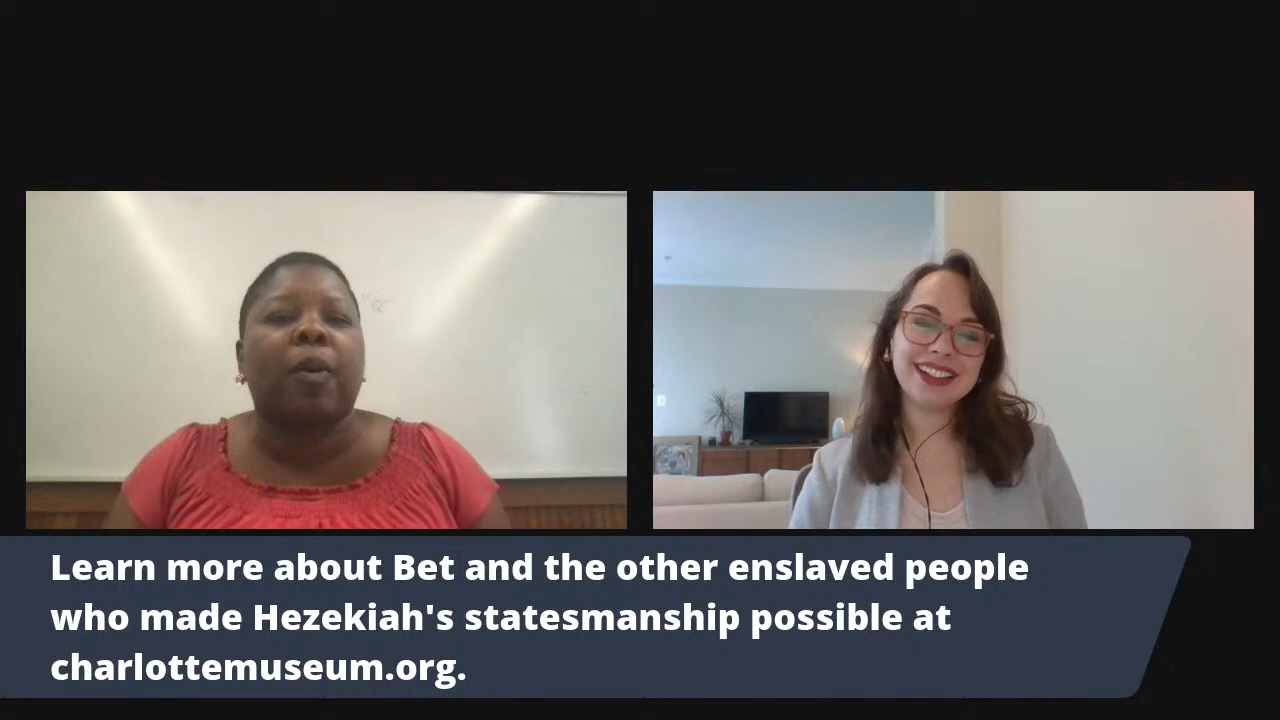 Learn more about Bet and the other enslaved people
who made Hezekiah's statesmanship possible at
charlottemuseum.org.